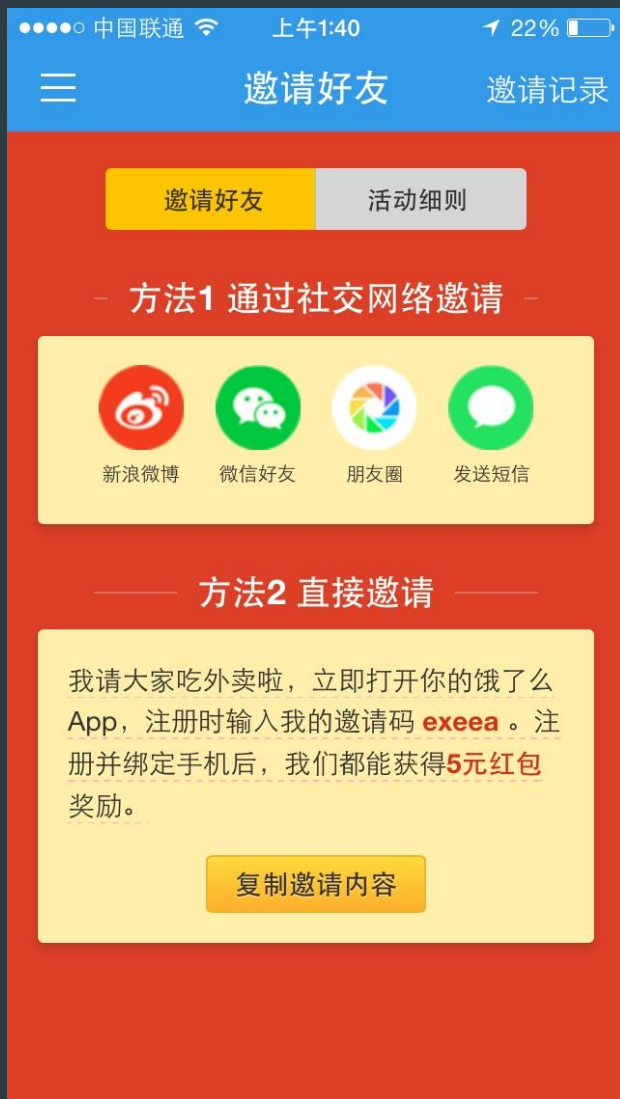 中国联通 上午1:40 22%
邀请好友 邀请记录
邀请好友 活动细则
方法1 通过社交网络邀请
新浪微博 微信好友 朋友圈 发送短信
方法2 直接邀请
我请大家吃外卖啦，立即打开你的饿了么
App，注册时输入我的邀请码 exeea 。注
册并绑定手机后，我们都能获得5元红包
奖励。
复制邀请内容